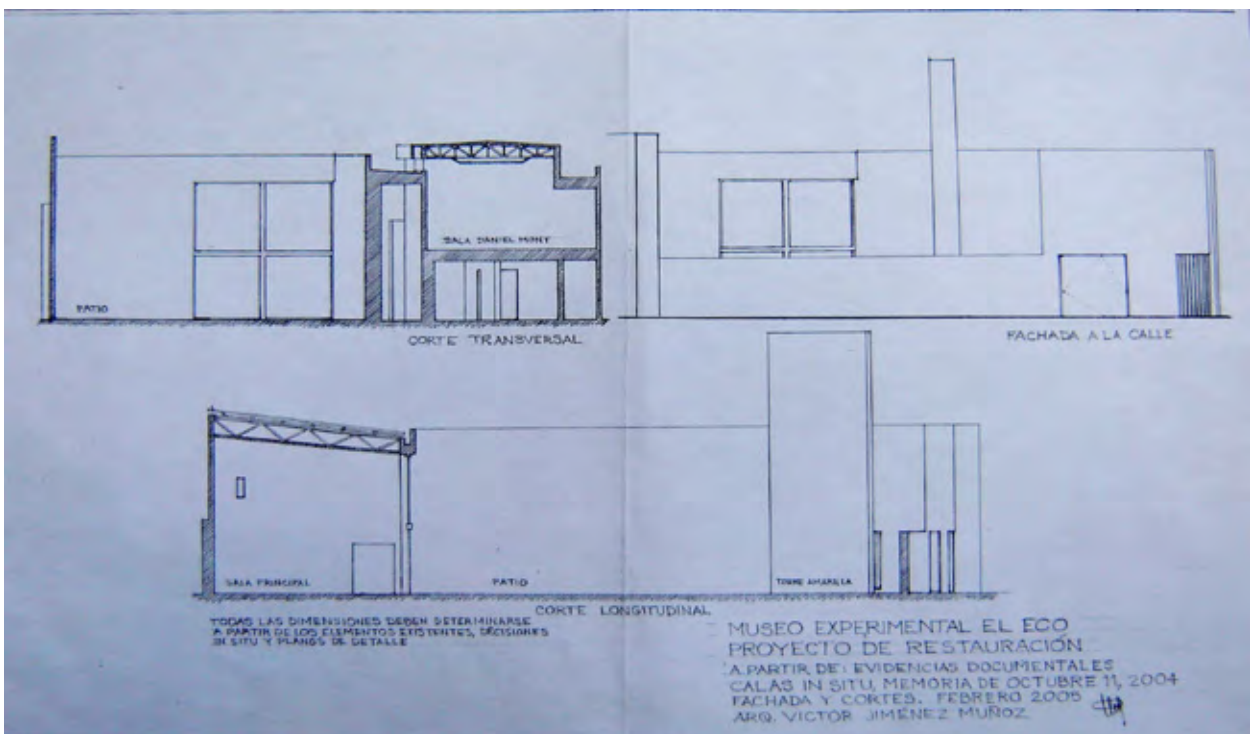 SALA DANIEL MONT
PATIO
CORTE TRANSVERSAL
FACHADA A LA CALLE
SALA PRINCIPAL
PATIO
TORRE AMARILLA
CORTE LONGITUDINAL
TODAS LAS DIMENSIONES DEBEN DETERMINARSE
A PARTIR DE LOS ELEMENTOS EXISTENTES, DECISIONES
IN SITU Y PLANOS DE DETALLE
MUSEO EXPERIMENTAL EL ECO
PROYECTO DE RESTAURACIÓN
A PARTIR DE: EVIDENCIAS DOCUMENTALES
CALAS IN SITU, MEMORIA DE OCTUBRE 11, 2004
FACHADA Y CORTES. FEBRERO 2005
ARQ. VICTOR JIMÉNEZ MUÑOZ